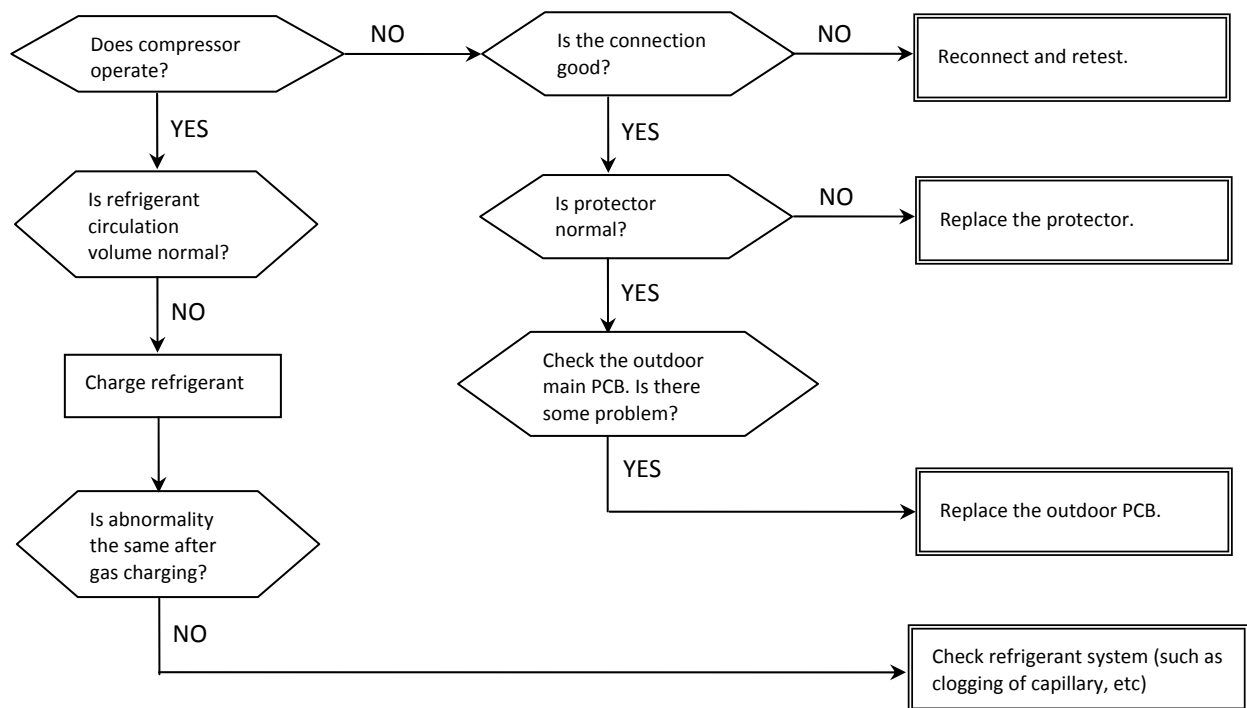 Does compressor
operate?
NO
Is the connection
good?
NO
Reconnect and retest.
YES
YES
Is refrigerant
circulation
volume normal?
Is protector
normal?
NO
Replace the protector.
NO
YES
Charge refrigerant
Check the outdoor
main PCB. Is there
some problem?
YES
Is abnormality
the same after
gas charging?
Replace the outdoor PCB.
NO
Check refrigerant system (such as
clogging of capillary, etc)